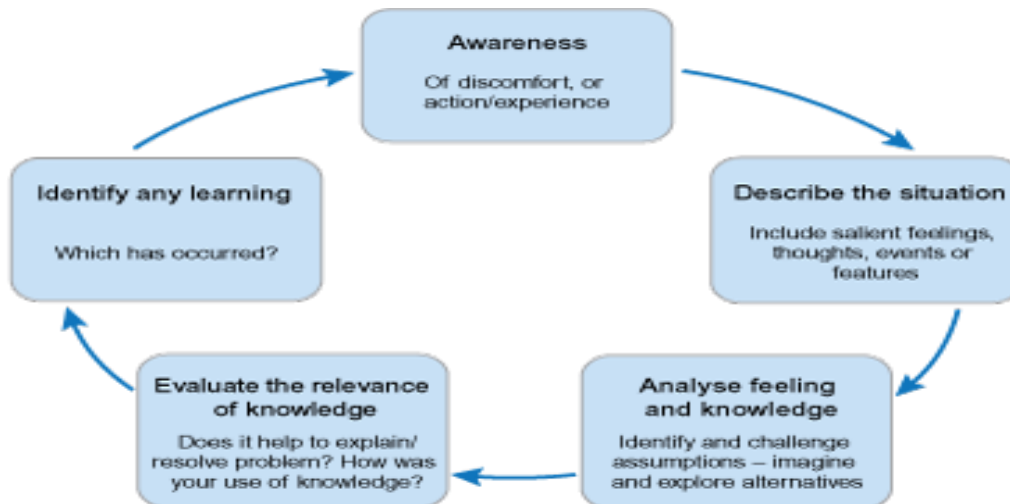 Awareness
Of discomfort, or
action/experience
Describe the situation
Include salient feelings,
thoughts, events or
features
Analyse feeling
and knowledge
Identify and challenge
assumptions – imagine
and explore alternatives
Evaluate the relevance
of knowledge
Does it help to explain/
resolve problem? How was
your use of knowledge?
Identify any learning
Which has occurred?